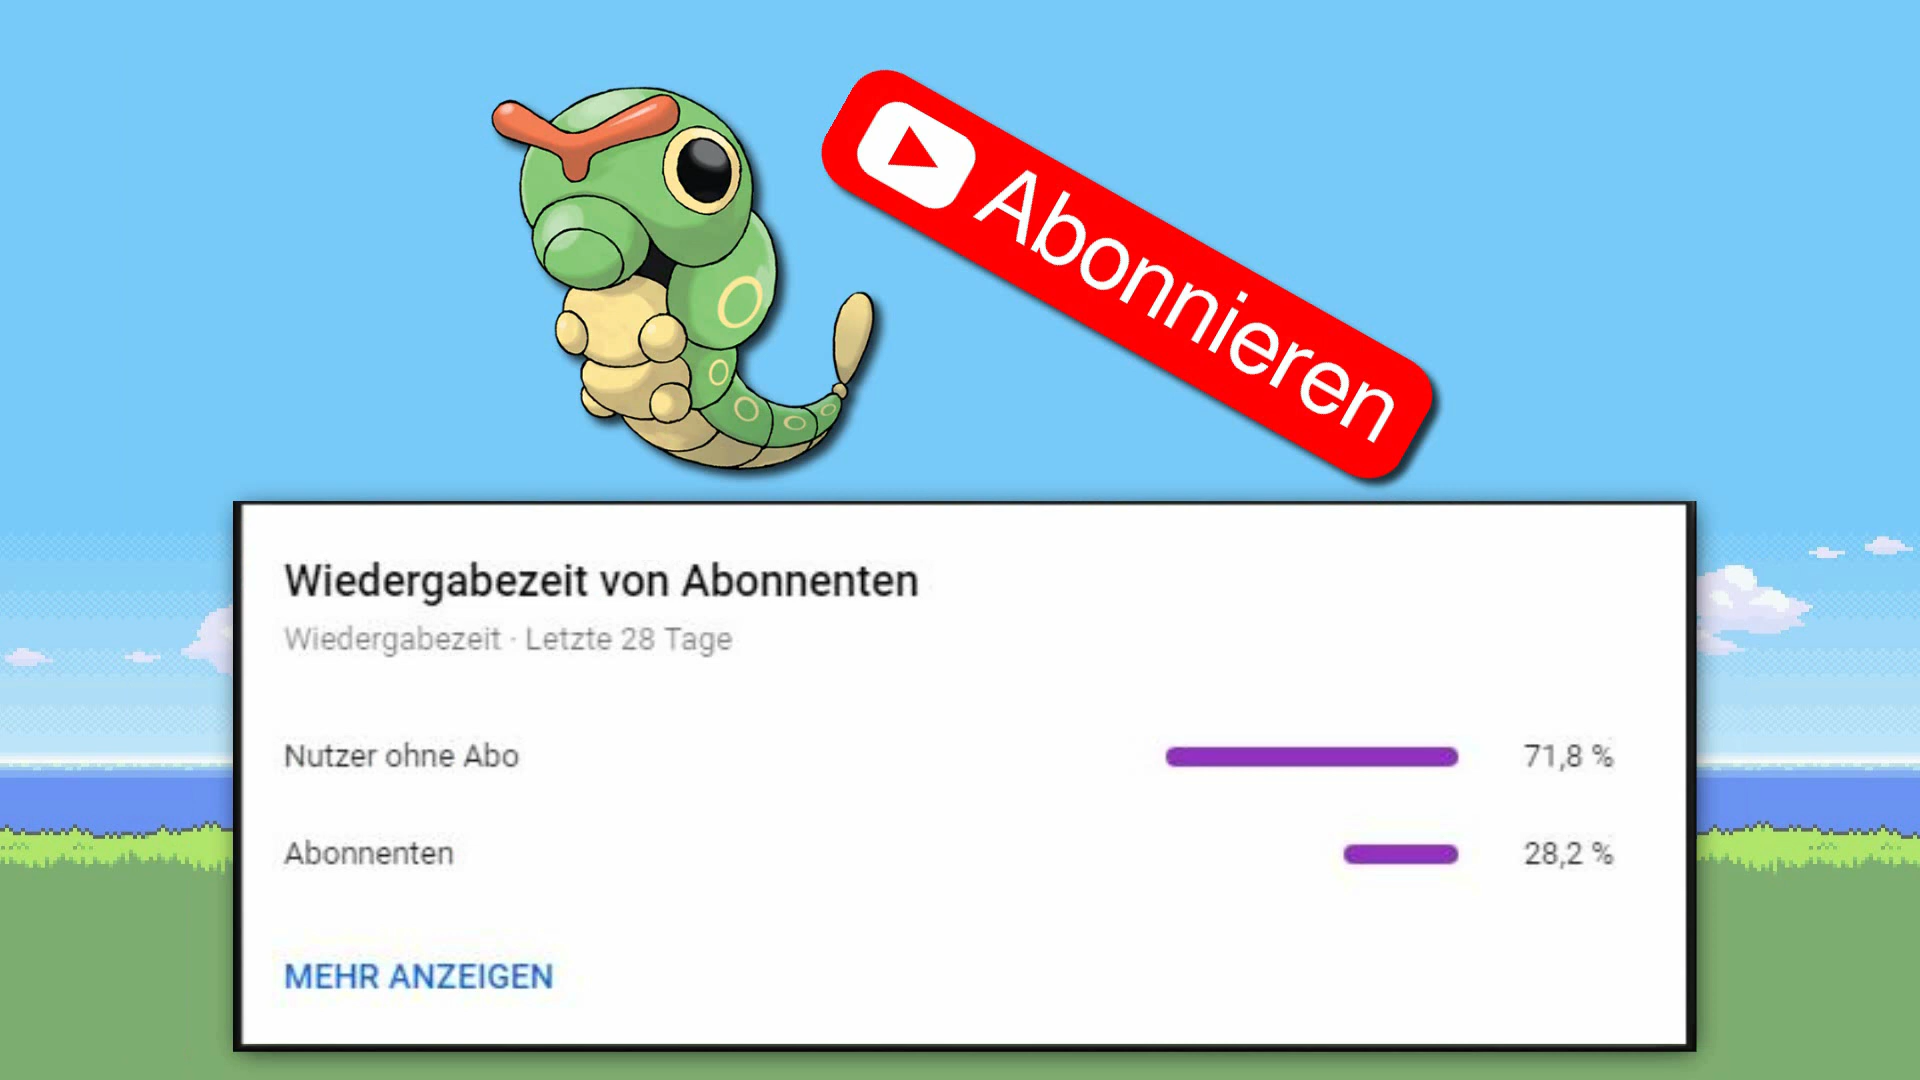 Abonnieren
Wiedergabezeit von Abonnenten
Wiedergabezeit · Letzte 28 Tage
Nutzer ohne Abo 71,8 %
Abonnenten 28,2 %
MEHR ANZEIGEN